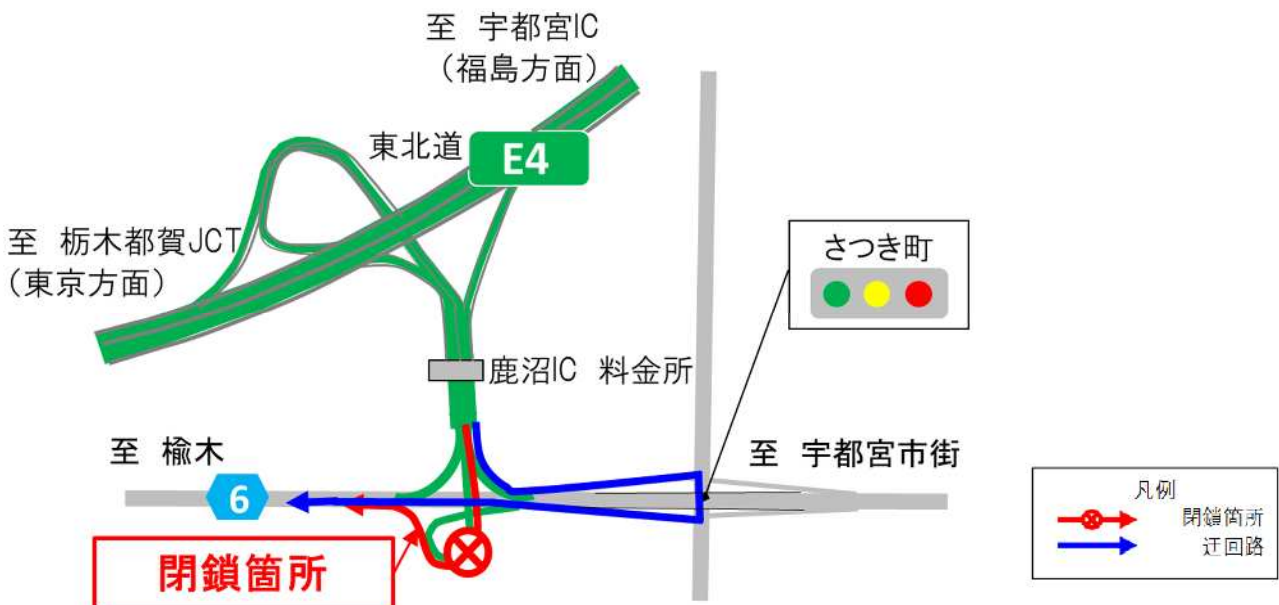 至 宇都宮IC
(福島方面)
東北道
E4
至 栃木都賀JCT
(東京方面)
さつき町
鹿沼IC 料金所
至 楡木
至 宇都宮市街
6
閉鎖箇所
凡例
閉鎖箇所
迂回路